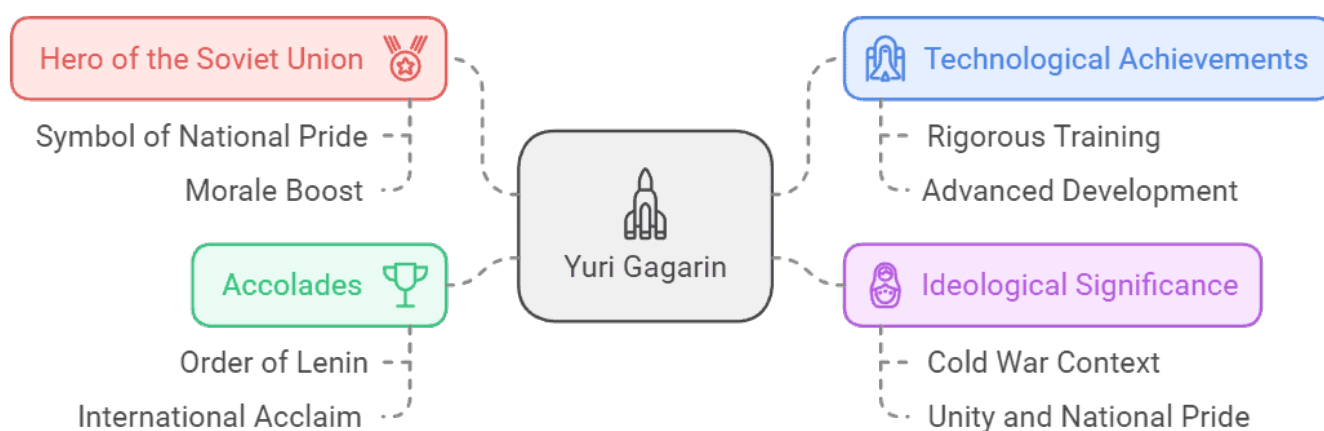 Hero of the Soviet Union
Symbol of National Pride
Morale Boost
Accolades
Order of Lenin
International Acclaim
Yuri Gagarin
Technological Achievements
Rigorous Training
Advanced Development
Ideological Significance
Cold War Context
Unity and National Pride